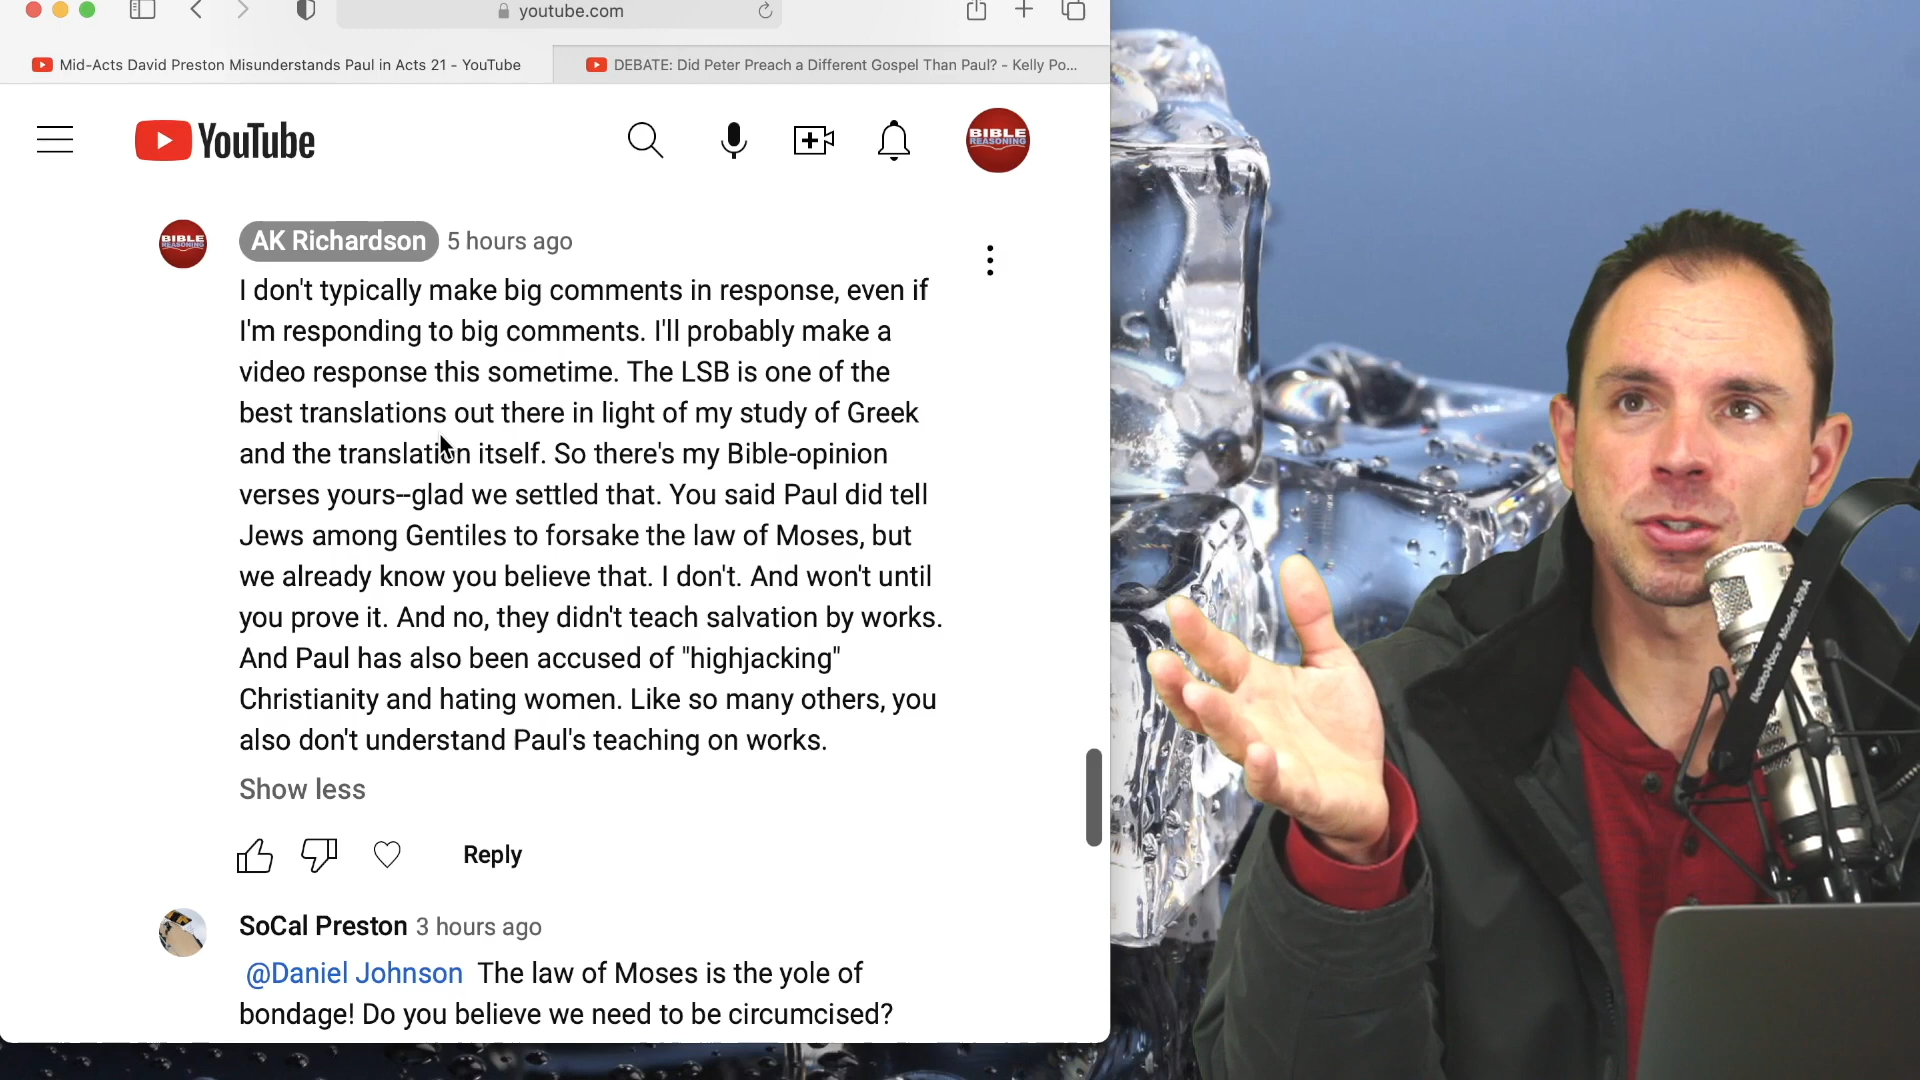 youtube.com
Mid-Acts David Preston Misunderstands Paul in Acts 21 - YouTube
DEBATE: Did Peter Preach a Different Gospel Than Paul? - Kelly Po...
YouTube
BIBLE
REASONING
BIBLE
REASONING
AK Richardson 5 hours ago
I don't typically make big comments in response, even if
I'm responding to big comments. I'll probably make a
video response this sometime. The LSB is one of the
best translations out there in light of my study of Greek
and the translation itself. So there's my Bible-opinion
verses yours--glad we settled that. You said Paul did tell
Jews among Gentiles to forsake the law of Moses, but
we already know you believe that. I don't. And won't until
you prove it. And no, they didn't teach salvation by works.
And Paul has also been accused of "highjacking"
Christianity and hating women. Like so many others, you
also don't understand Paul's teaching on works.
Show less
Reply
SoCal Preston 3 hours ago
@Daniel Johnson The law of Moses is the yole of
bondage! Do you believe we need to be circumcised?
ElectroVoice Model 309A